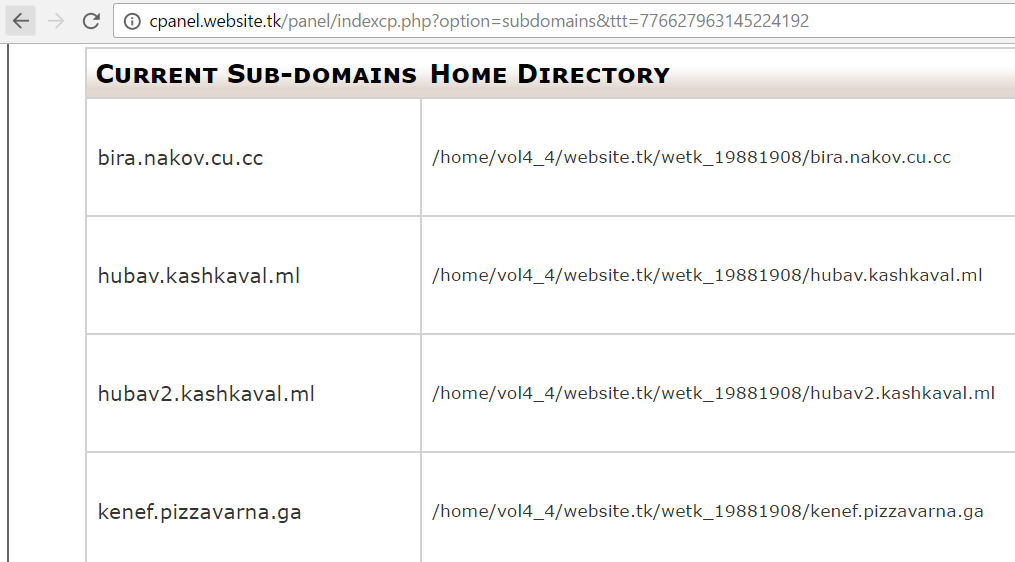 cpanel.website.tk/panel/indexcp.php?option=subdomains&ttt=776627963145224192
Current Sub-domains Home Directory
bira.nakov.cu.cc /home/vol4_4/website.tk/wetk_19881908/bira.nakov.cu.cc
hubav.kashkaval.ml /home/vol4_4/website.tk/wetk_19881908/hubav.kashkaval.ml
hubav2.kashkaval.ml /home/vol4_4/website.tk/wetk_19881908/hubav2.kashkaval.ml
kenef.pizzavarna.ga /home/vol4_4/website.tk/wetk_19881908/kenef.pizzavarna.ga